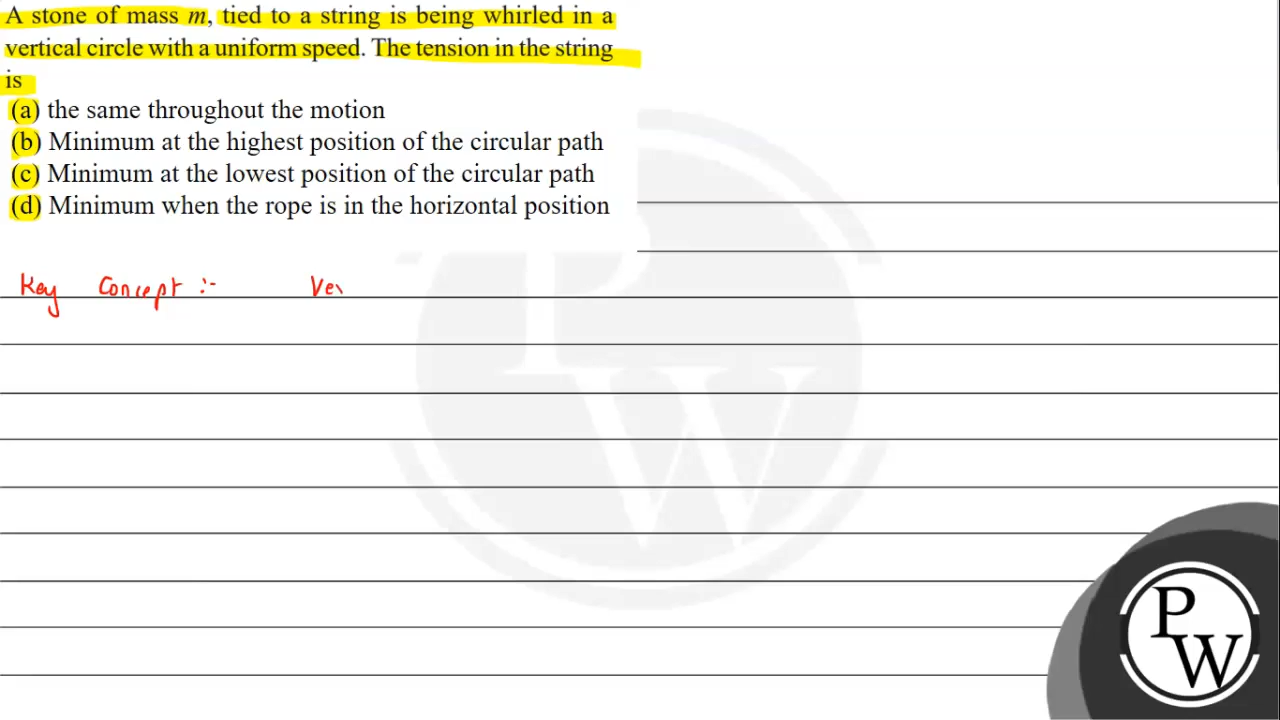 A stone of mass m, tied to a string is being whirled in a
vertical circle with a uniform speed. The tension in the string
is
(a) the same throughout the motion
(b) Minimum at the highest position of the circular path
(c) Minimum at the lowest position of the circular path
(d) Minimum when the rope is in the horizontal position
Key Concept :- Ver
PW
PW